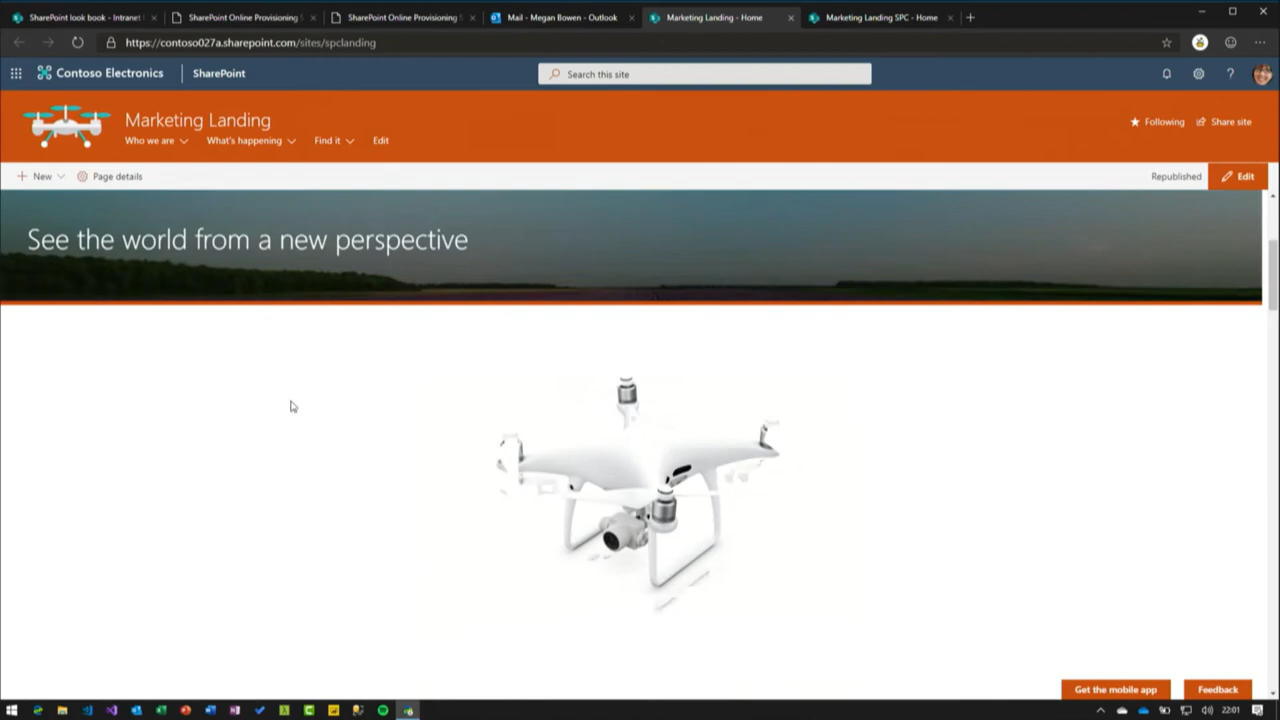 SharePoint look book - Intranet
SharePoint Online Provisioning
SharePoint Online Provisioning
Mail - Megan Bowen - Outlook
Marketing Landing - Home
Marketing Landing SPC - Home
https://contoso027a.sharepoint.com/sites/spclanding
Contoso Electronics
SharePoint
Search this site
Marketing Landing
Who we are
What's happening
Find it
Edit
Following
Share site
New
Page details
Republished
Edit
See the world from a new perspective
Get the mobile app
Feedback
22:01